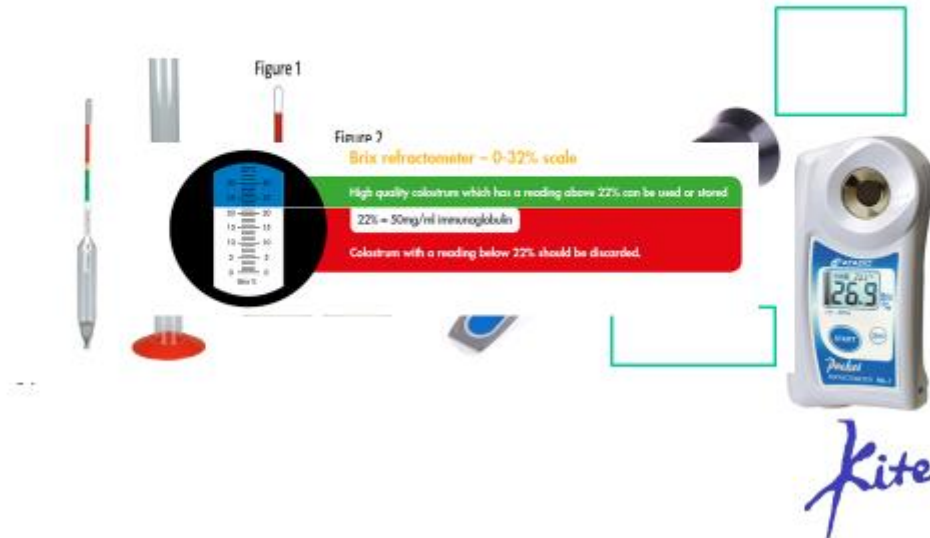 Figure 1
Figure 2
Brix refractometer – 0-32% scale
High quality colostrum which has a reading above 22% can be used or stored
22% = 50mg/ml immunoglobulin
Colostrum with a reading below 22% should be discarded.
Brix %
ATAGO
26.9
START
Pocket
Kite